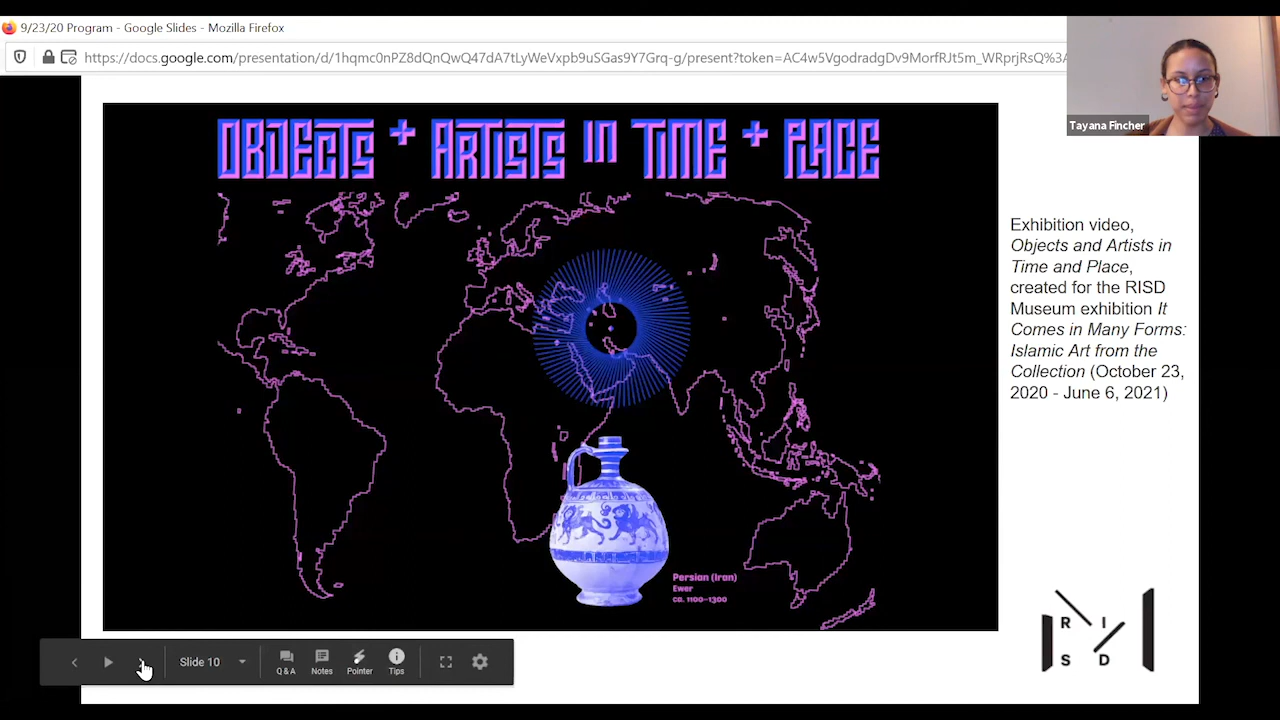 9/23/20 Program - Google Slides - Mozilla Firefox
https://docs.google.com/presentation/d/1hqmc0nPZ8dQnQwQ47dA7tLyWeVxpb9uSGas9Y7Grq-g/present?token=AC4w5VgodradgDv9MorfRJt5m_WRprjRsQ%3A
Tayana Fincher
OBJECTS + ARTISTS IN TIME + PLACE
Exhibition video,
Objects and Artists in
Time and Place,
created for the RISD
Museum exhibition It
Comes in Many Forms:
Islamic Art from the
Collection (October 23,
2020 - June 6, 2021)
Persian (Iran)
Ewer
ca. 1100-1300
R I
S D
Slide 10
Q & A
Notes
Pointer
Tips